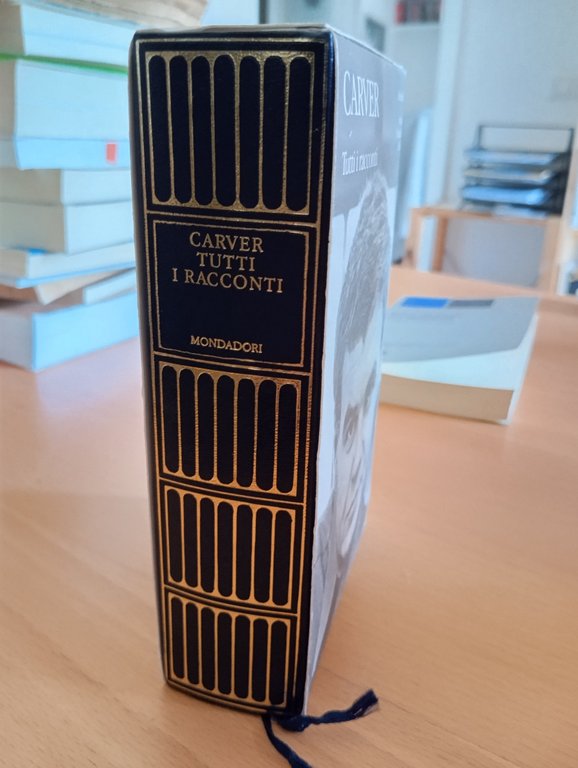 CARVER
TUTTI
I RACCONTI
MONDADORI
CARVER
Tutti i racconti